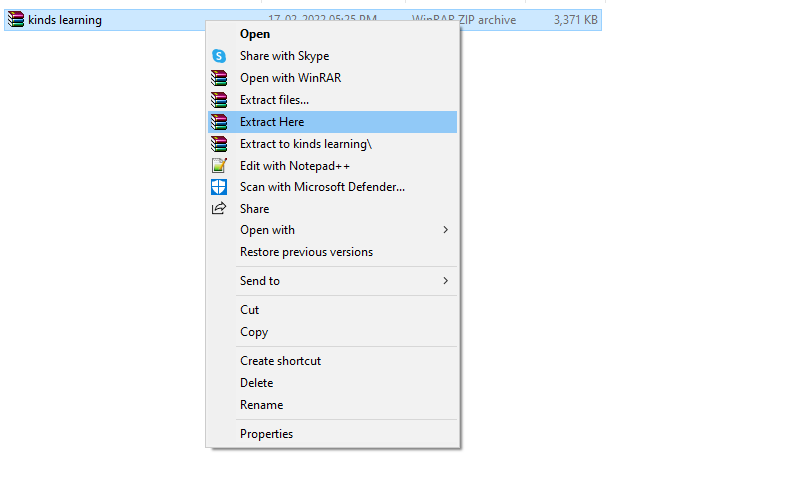 kinds learning 17-02-2022 05:25 PM WinRAR ZIP archive 3,371 KB
Open
Share with Skype
Open with WinRAR
Extract files...
Extract Here
Extract to kinds learning\
Edit with Notepad++
Scan with Microsoft Defender...
Share
Open with
Restore previous versions
Send to
Cut
Copy
Create shortcut
Delete
Rename
Properties